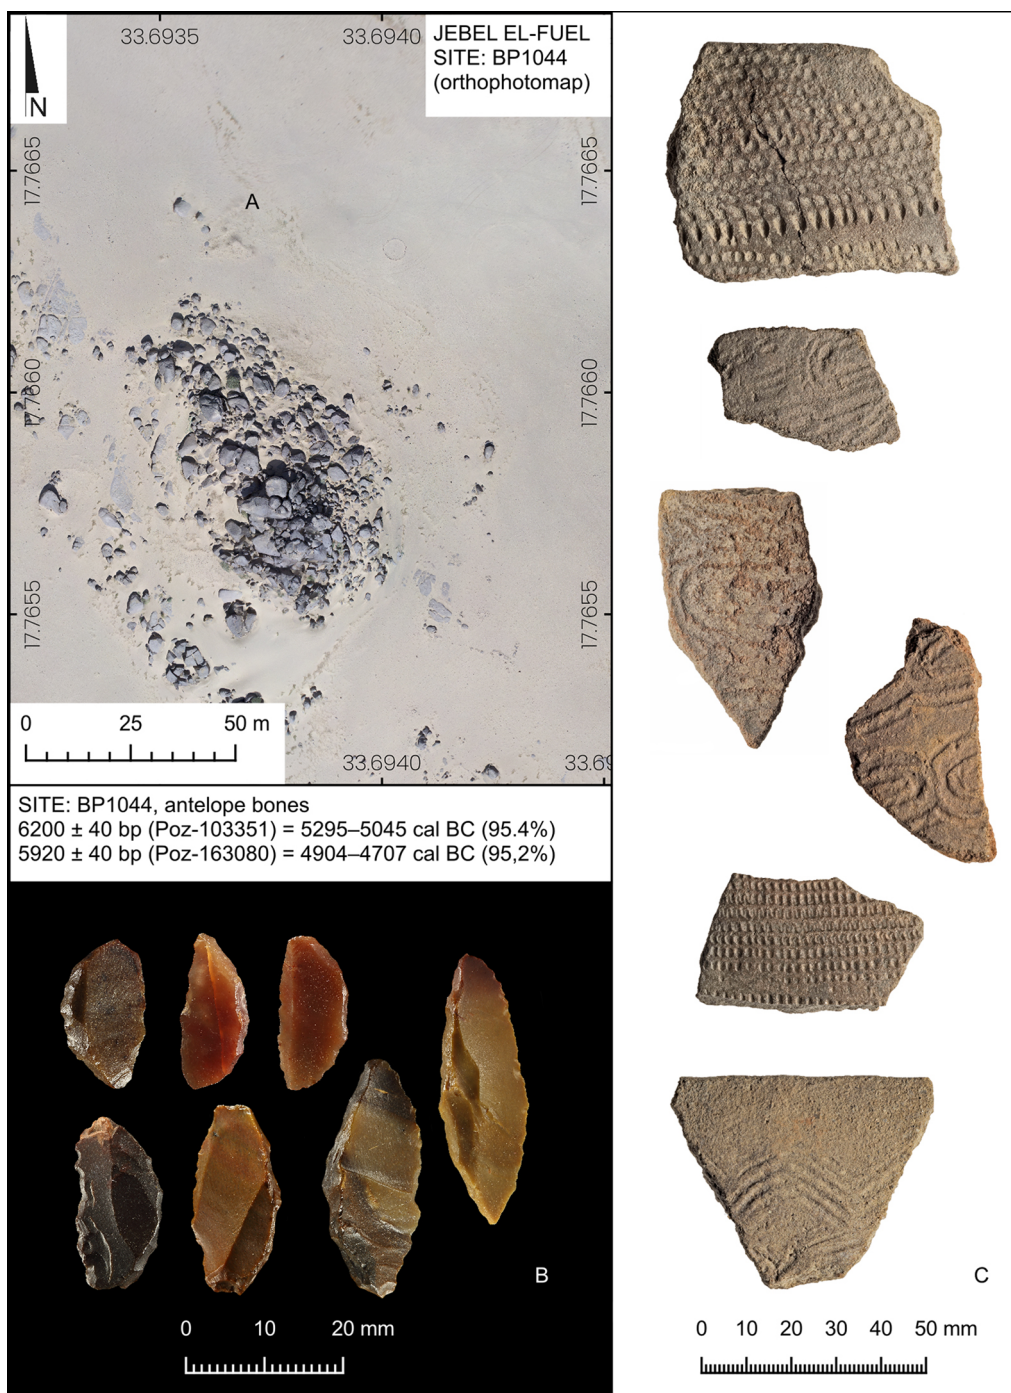 33.6935
33.6940
JEBEL EL-FUEL
SITE: BP1044
(orthophotomap)
N
17.7665
17.7665
A
17.7660
17.7660
17.7655
17.7655
0 25 50 m
33.6940
33.69
SITE: BP1044, antelope bones
6200 ± 40 bp (Poz-103351) = 5295–5045 cal BC (95.4%)
5920 ± 40 bp (Poz-163080) = 4904–4707 cal BC (95,2%)
B
0 10 20 mm
C
0 10 20 30 40 50 mm